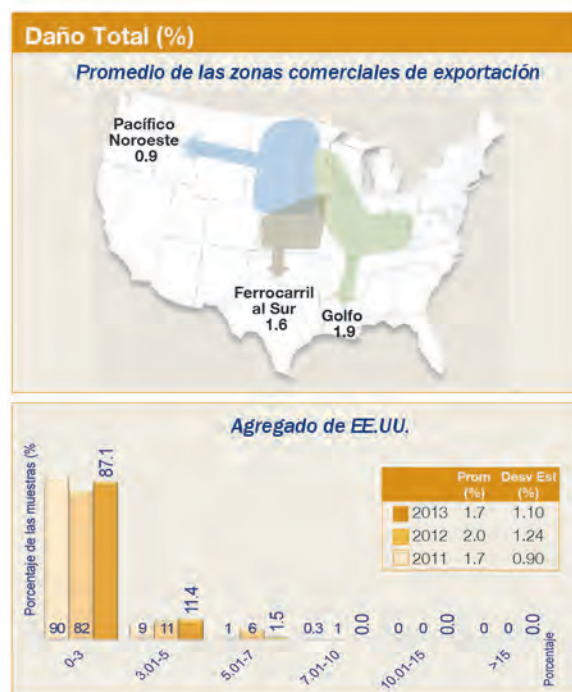 Daño Total (%)
Promedio de las zonas comerciales de exportación
Pacífico
Noroeste
0.9
Ferrocarril
al Sur
1.6
Golfo
1.9
Agregado de EE.UU.
Porcentaje de las muestras (%
Prom Desv Est
(%) (%)
2013 1.7 1.10
2012 2.0 1.24
2011 1.7 0.90
90 82 87.1
9 11 11.4
1 6 1.5
0.3 1 0.0
0 0 0.0
0 0 0.0
0-3 3.01-5 5.01-7 7.01-10 10.01-15 >15
Porcentaje